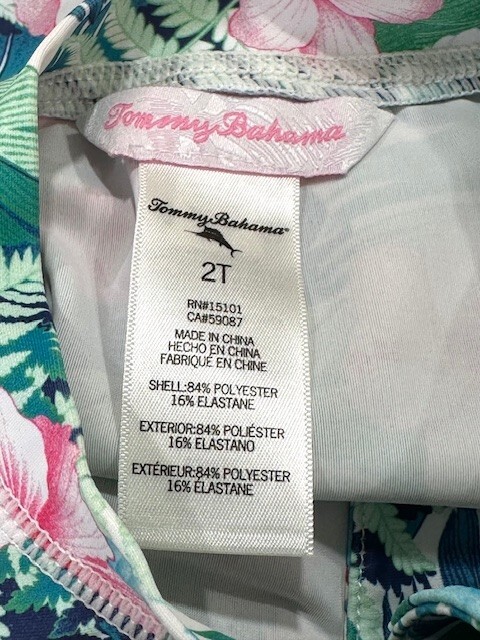 Tommy Bahama
Tommy Bahama®
2T
RN#15101
CA#59087
MADE IN CHINA
HECHO EN CHINA
FABRIQUÉ EN CHINE
SHELL:84% POLYESTER
16% ELASTANE
EXTERIOR:84% POLIÉSTER
16% ELASTANO
EXTÉRIEUR:84% POLYESTER
16% ÉLASTANE